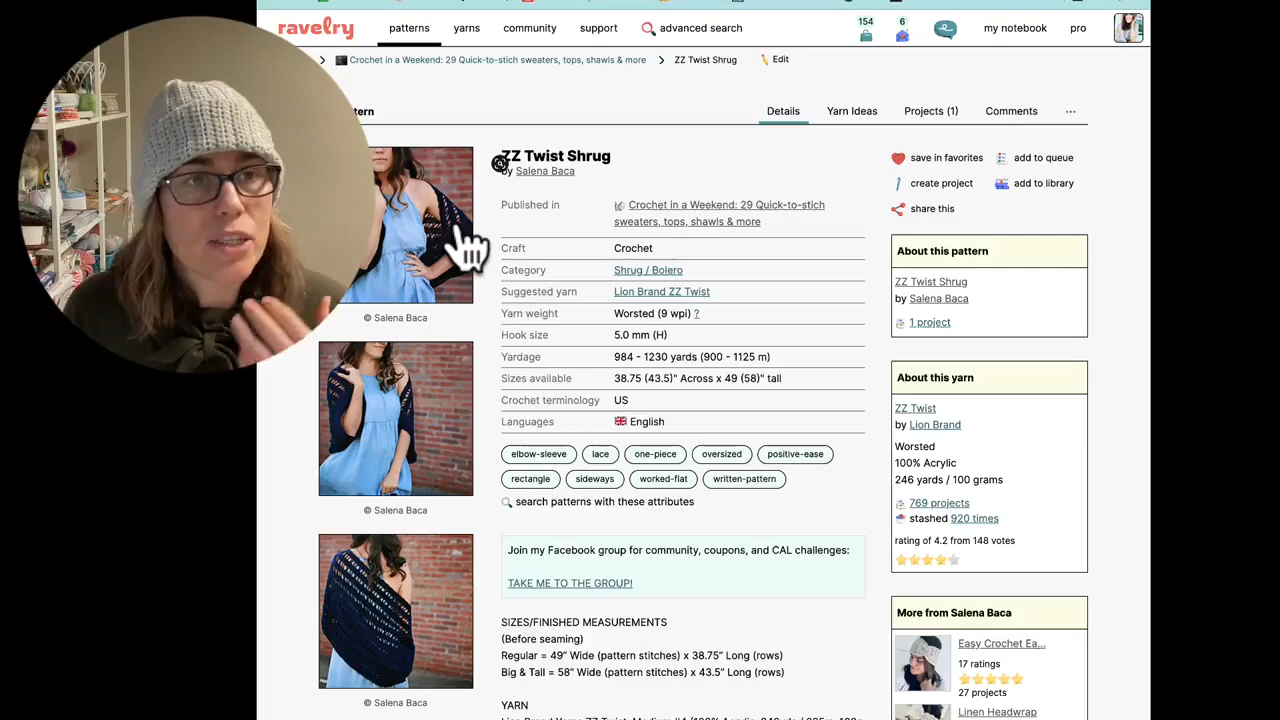 ravelry
patterns
yarns
community
support
advanced search
154
6
my notebook
pro
Crochet in a Weekend: 29 Quick-to-stich sweaters, tops, shawls & more
ZZ Twist Shrug
Edit
tern
Details
Yarn Ideas
Projects (1)
Comments
...
ZZ Twist Shrug
by Salena Baca
Published in
Crochet in a Weekend: 29 Quick-to-stich
sweaters, tops, shawls & more
Craft
Crochet
Category
Shrug / Bolero
Suggested yarn
Lion Brand ZZ Twist
Yarn weight
Worsted (9 wpi) ?
Hook size
5.0 mm (H)
Yardage
984 - 1230 yards (900 - 1125 m)
Sizes available
38.75 (43.5)" Across x 49 (58)" tall
Crochet terminology
US
Languages
English
elbow-sleeve
lace
one-piece
oversized
positive-ease
rectangle
sideways
worked-flat
written-pattern
search patterns with these attributes
Join my Facebook group for community, coupons, and CAL challenges:
TAKE ME TO THE GROUP!
SIZES/FINISHED MEASUREMENTS
(Before seaming)
Regular = 49” Wide (pattern stitches) x 38.75” Long (rows)
Big & Tall = 58” Wide (pattern stitches) x 43.5” Long (rows)
YARN
© Salena Baca
© Salena Baca
© Salena Baca
save in favorites
add to queue
create project
add to library
share this
About this pattern
ZZ Twist Shrug
by Salena Baca
1 project
About this yarn
ZZ Twist
by Lion Brand
Worsted
100% Acrylic
246 yards / 100 grams
769 projects
stashed 920 times
rating of 4.2 from 148 votes
More from Salena Baca
Easy Crochet Ea...
17 ratings
27 projects
Linen Headwrap